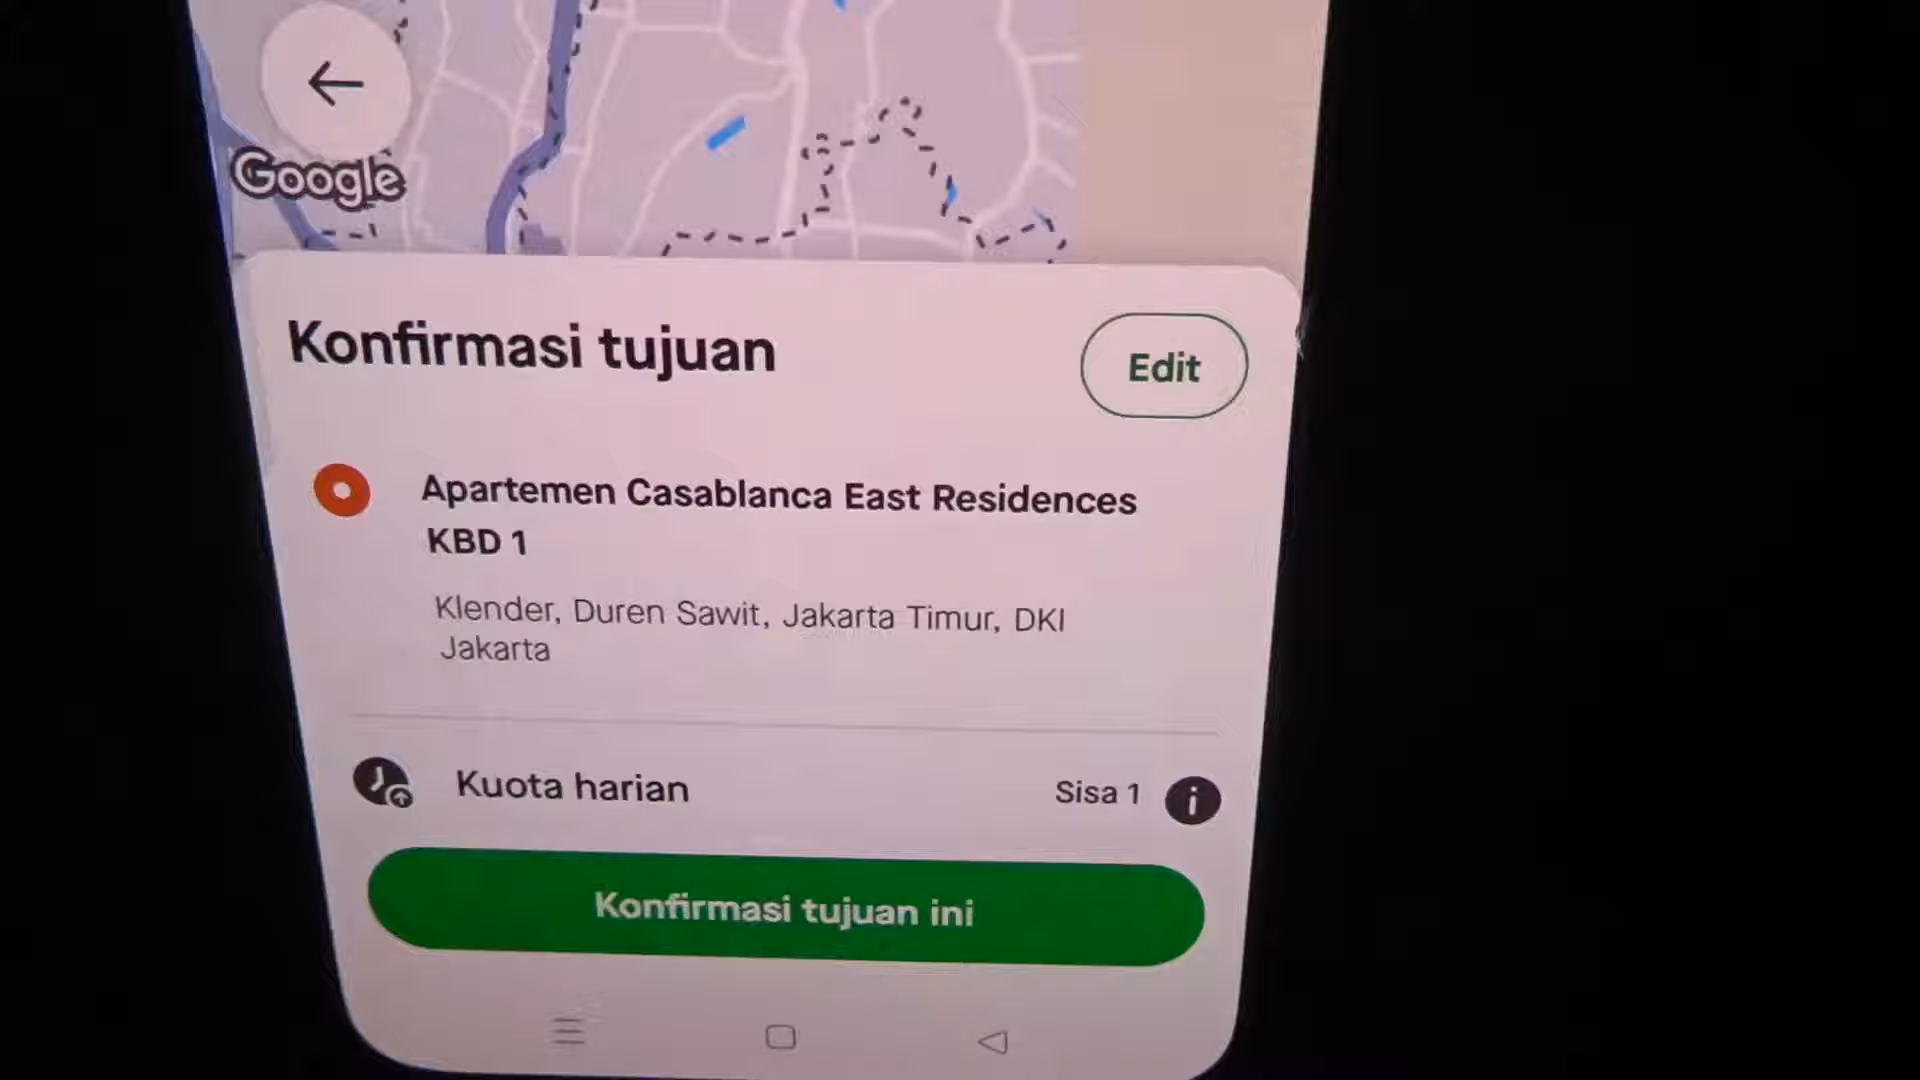 Google
Konfirmasi tujuan
Edit
Apartemen Casablanca East Residences
KBD 1
Klender, Duren Sawit, Jakarta Timur, DKI
Jakarta
Kuota harian
Sisa 1
Konfirmasi tujuan ini